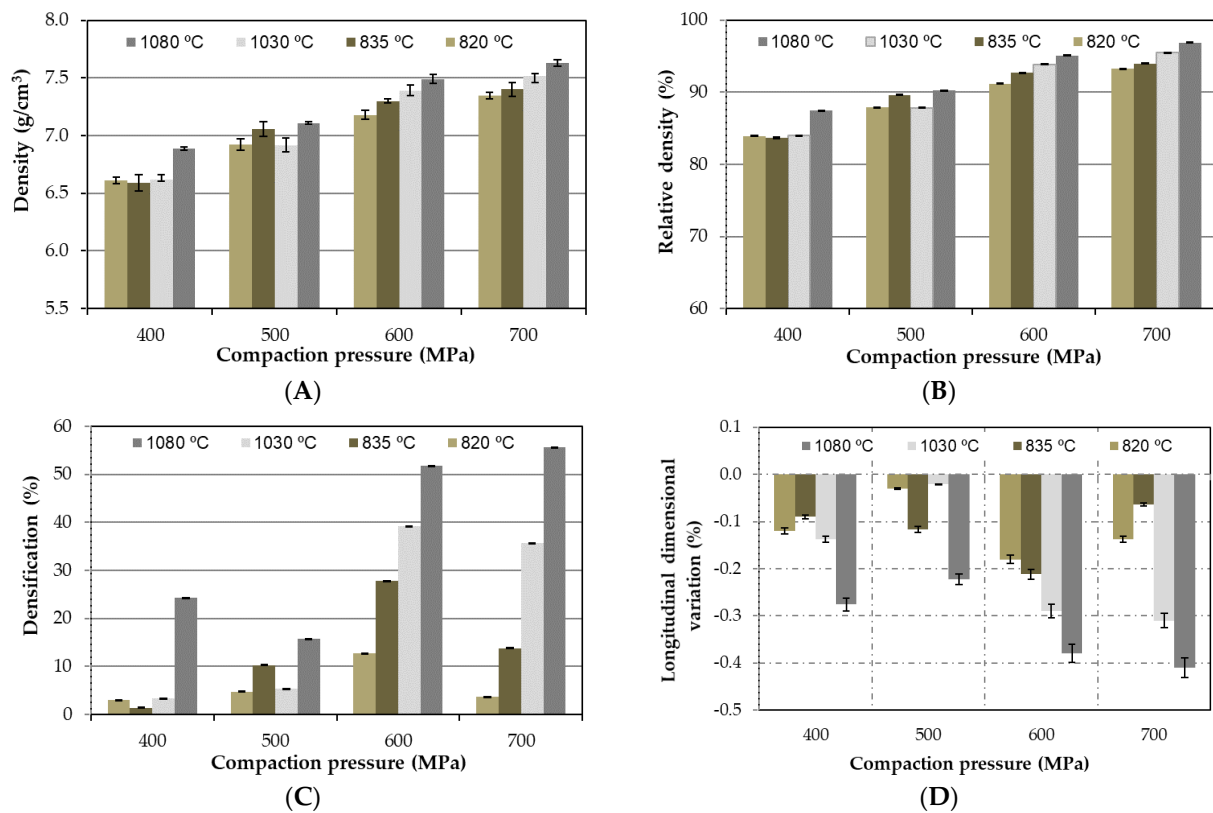 8.0
7.5
7.0
6.5
6.0
5.5
Density (g/cm³)
1080 ºC 1030 ºC 835 ºC 820 ºC
400 500 600 700
Compaction pressure (MPa)
(A)
100
90
80
70
60
Relative density (%)
1080 ºC 1030 ºC 835 ºC 820 ºC
400 500 600 700
Compaction pressure (MPa)
(B)
60
50
40
30
20
10
0
Densification (%)
1080 ºC 1030 ºC 835 ºC 820 ºC
400 500 600 700
Compaction pressure (MPa)
(C)
0.1
0.0
-0.1
-0.2
-0.3
-0.4
-0.5
Longitudinal dimensional
variation (%)
1080 ºC 1030 ºC 835 ºC 820 ºC
400 500 600 700
Compaction pressure (MPa)
(D)